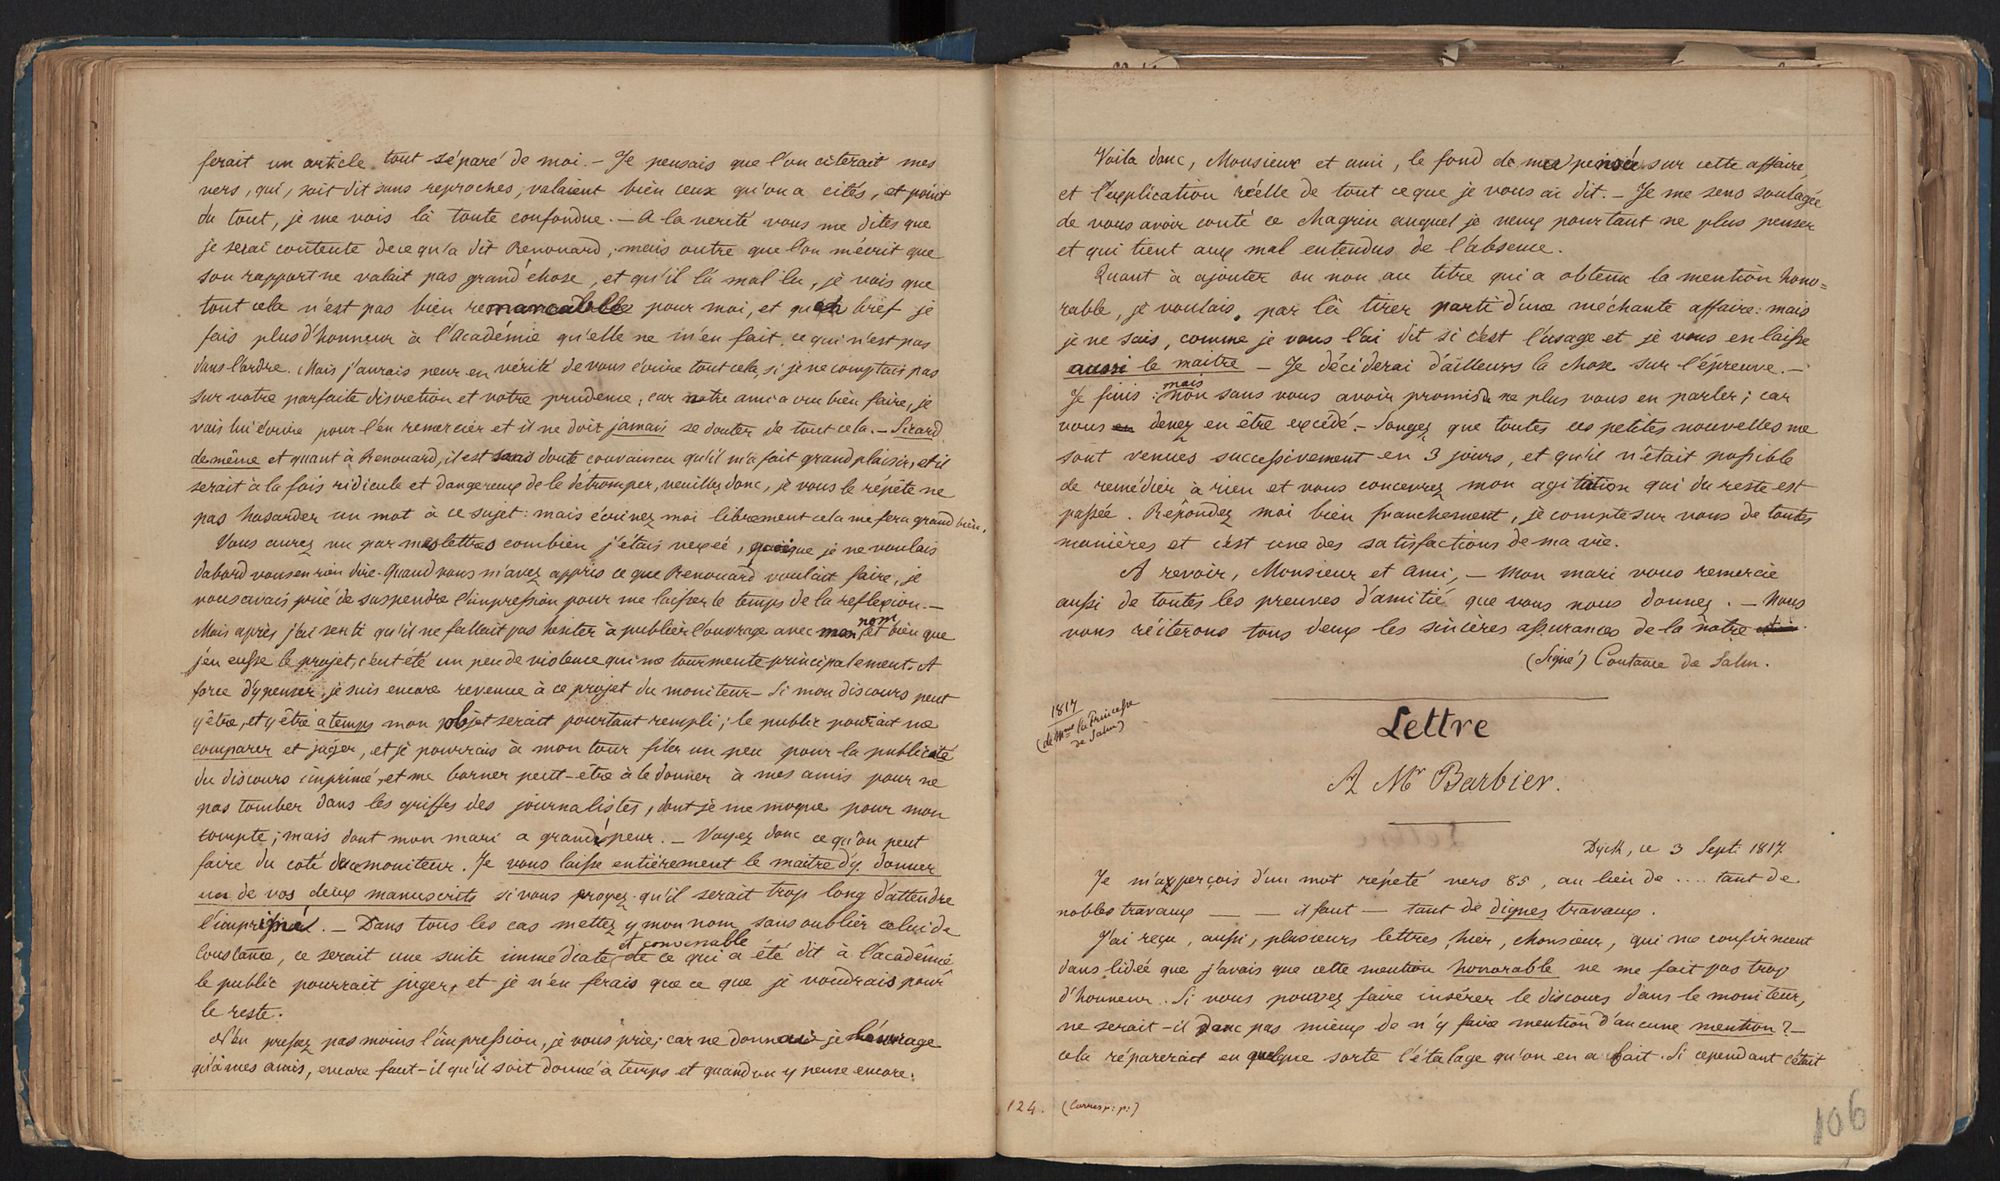 ferait un article tout séparé de moi. – Je pensais que l'on citerait mes
vers, qui, soit dit sans reproches, valaient bien ceux qu'on a cités, et point
du tout, je me vois là toute confondue. – A la verité vous me dites que
je serai contente de ce qu'a dit Renouard; mais outre que l'on m'écrit que
son rapport ne valait pas grand'chose, et qu'il l'a mal lu, je vois que
tout cela n'est pas bien remarcable pour moi, et qu'en bref je
fais plus d'honneur à l'Académie qu'elle ne m'en fait, ce qui n'est pas
dans l'ordre. Mais j'aurais peur en vérité de vous écrire tout cela, si je ne comptais pas
sur votre parfaite discretion et votre prudence; car notre ami a cru bien faire, je
vais lui écrire pour l'en remercier et il ne doit jamais se douter de tout cela. – Sicard
de même et quant à Renouard, il est sans doute convaincu qu'il m'a fait grand plaisir, et il
serait à la fois ridicule et dangereux de le détromper, veuillez donc, je vous le répète ne
pas hasarder un mot à ce sujet: mais écrivez moi librement cela me fera grand bien.
Vous aurez vu par mes lettres combien j'étais vexée, quoique je ne voulais
d'abord vous en rien dire. Quand vous m'avez appris ce que Renouard voulait faire, je
vous avais prié de suspendre l'impression pour me laisser le temps de la reflexion. –
Mais après j'ai senti qu'il ne fallait pas hésiter à publier l'ouvrage avec mon nom et bien que
j'en eusse le projet, c'eut été un peu de violence qui me tourmente principalement. A
force d'y penser, je suis encore revenue à ce projet du moniteur – Si mon discours peut
y être, et y être a temps mon objet serait pourtant rempli; le public pourrait me
comparer et juger, et je pourrais à mon tour filer un peu pour la publicité
du discours imprimé, et me borner peut-être à le donner à mes amis pour ne
pas tomber dans les griffes des journalistes, dont je me moque pour mon
compte; mais dont mon mari a grand'peur. – Voyez donc ce qu'on peut
faire du coté du moniteur. Je vous laisse entièrement le maitre d'y donner
un de vos deux manuscrits si vous croyez qu'il serait trop long d'attendre
l'imprimé. – Dans tous les cas mettez y mon nom, sans oublier celui de
Constance, ce serait une suite immédiate et convenable de ce qui a été dit à l'académie
le public pourrait juger, et je n'en ferais que ce que je voudrais pour
le reste.
N'en pressez pas moins l'impression, je vous prie; car ne donnai-je l'ouvrage
qu'à mes amis, encore faut-il qu'il soit donné à temps et quand on y pense encore.
Voila donc, Monsieur et ami, le fond de ma pensée sur cette affaire,
et l'explication réelle de tout ce que je vous ai dit. – Je me sens soulagée
de vous avoir conté ce chagrin auquel je veux pourtant ne plus penser
et qui tient aux mal entendus de l'absence.
Quant à ajouter ou non au titre qui a obtenu la mention hono=
rable, je voulais, par là tirer parti d'une méchante affaire: mais
je ne sais, comme je vous l'ai dit si c'est l'usage et je vous en laisse
aussi le maitre – Je déciderai d'ailleurs la chose sur l'épreuve. –
Je finis: mais non sans vous avoir promis de ne plus vous en parler; car
vous en devez en être excédé. – Songez que toutes ces petites nouvelles me
sont venues successivement en 3 jours, et qu'il n'était possible
de remédier à rien et vous concevrez mon agitation qui du reste est
passée. Répondez moi bien franchement, je compte sur vous de toutes
manières et c'est une des satisfactions de ma vie.
A revoir, Monsieur et ami, – mon mari vous remercie
aussi de toutes les preuves d'amitié que vous nous donnez. – Nous
vous réiterons tous deux les sincères assurances de la notre
(Signé) Constance de Salm.
1817
(de Mme la Princesse
de Salm)
Lettre
A Mr Barbier.
Dyck, ce 3 Sept. 1817
Je m'apperçois d'un mot répété vers 85, au lieu de .... tant de
nobles travaux — — il faut — tant de dignes travaux.
J'ai reçu, aussi, plusieurs lettres, hier, Monsieur, qui me confirment
dans l'idée que j'avais que cette mention honorable ne me fait pas trop
d'honneur. Si vous pouvez faire insérer le discours dans le moniteur,
ne serait-il donc pas mieux de n'y faire mention d'aucune mention? –
cela réparerait en quelque sorte l'étalage qu'on en a fait. Si cependant c'était
124. (Corresp: p:)
106